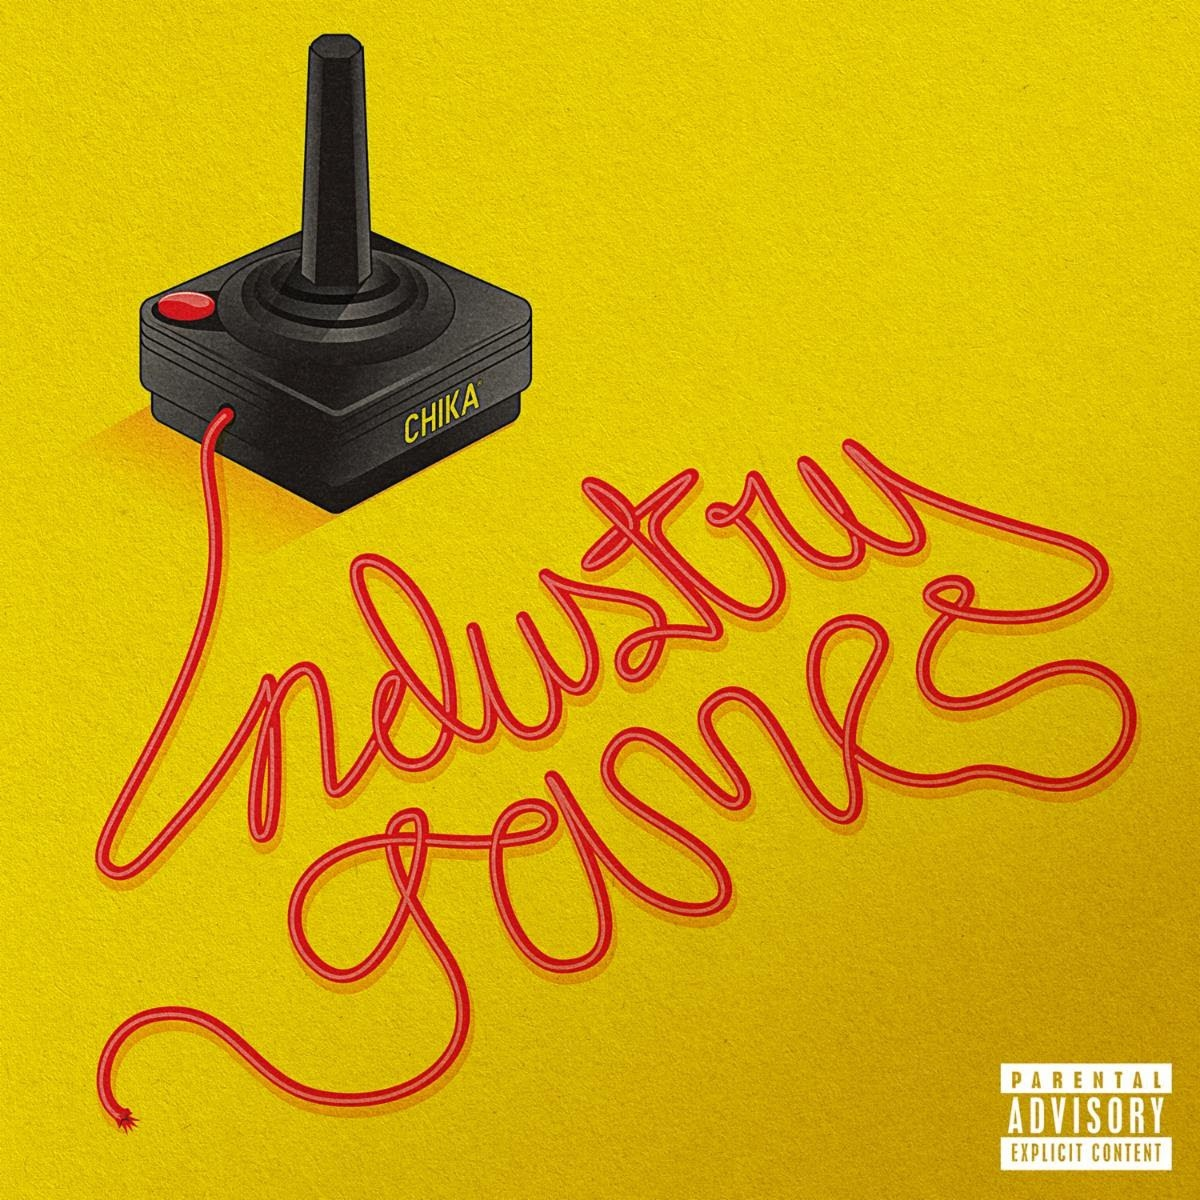 CHIKA
Industry
games
PARENTAL
ADVISORY
EXPLICIT CONTENT